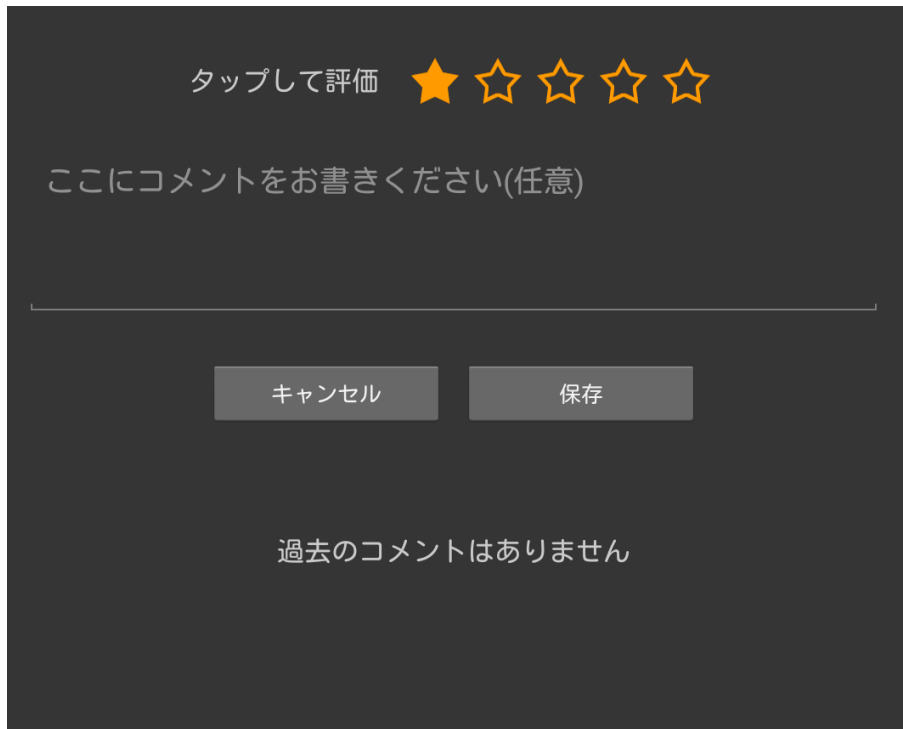 タップして評価
ここにコメントをお書きください(任意)
キャンセル 保存
過去のコメントはありません